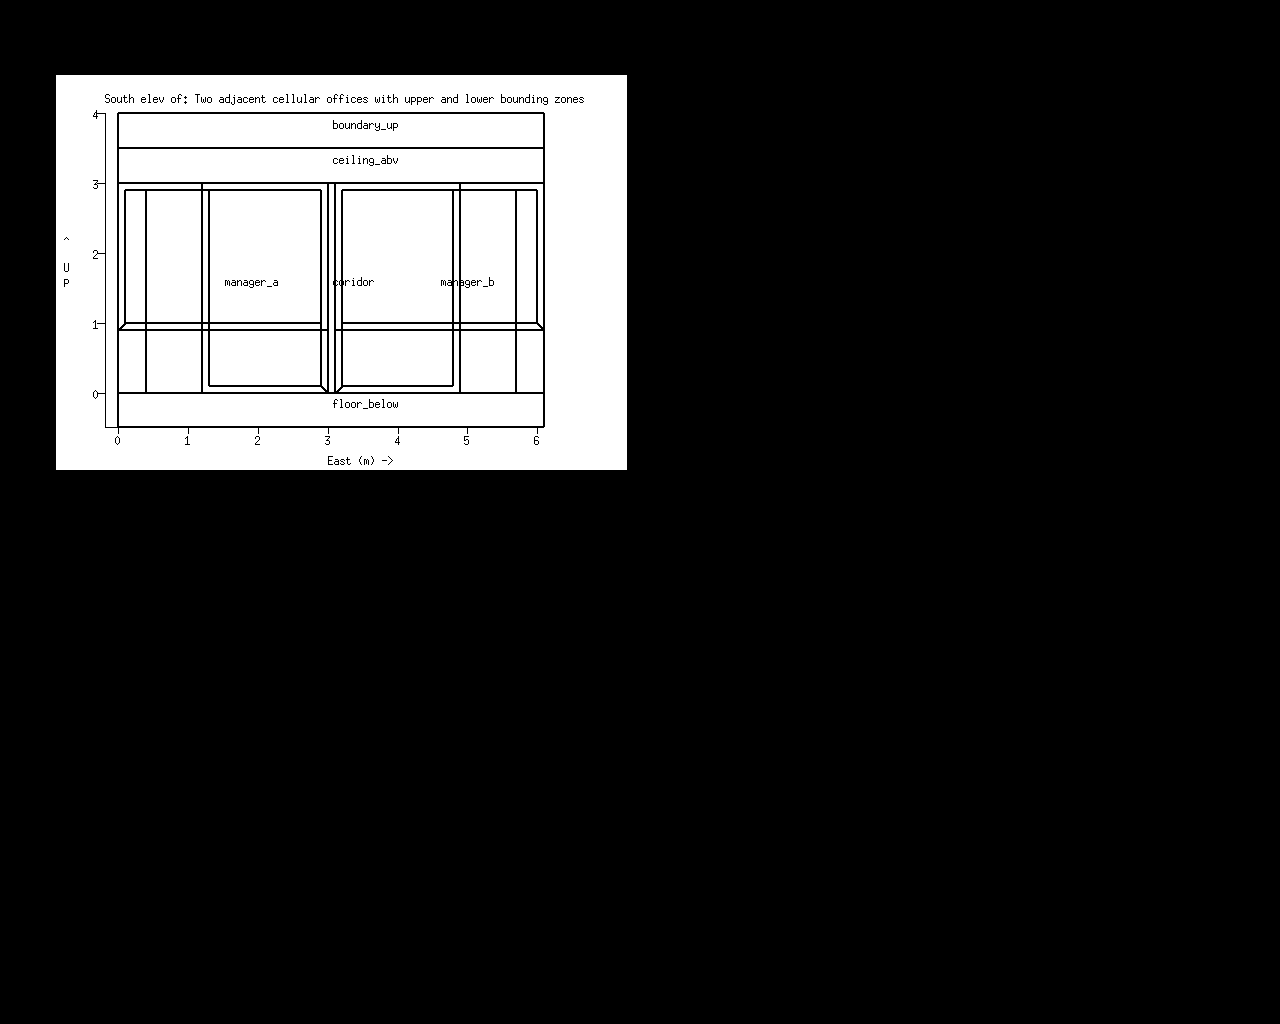 South elev of: Two adjacent cellular offices with upper and lower bounding zones
4
boundary_up
ceiling_abv
3
^
2
U
P
manager_a coridor manager_b
1
0
floor_below
0 1 2 3 4 5 6
East (m) ->